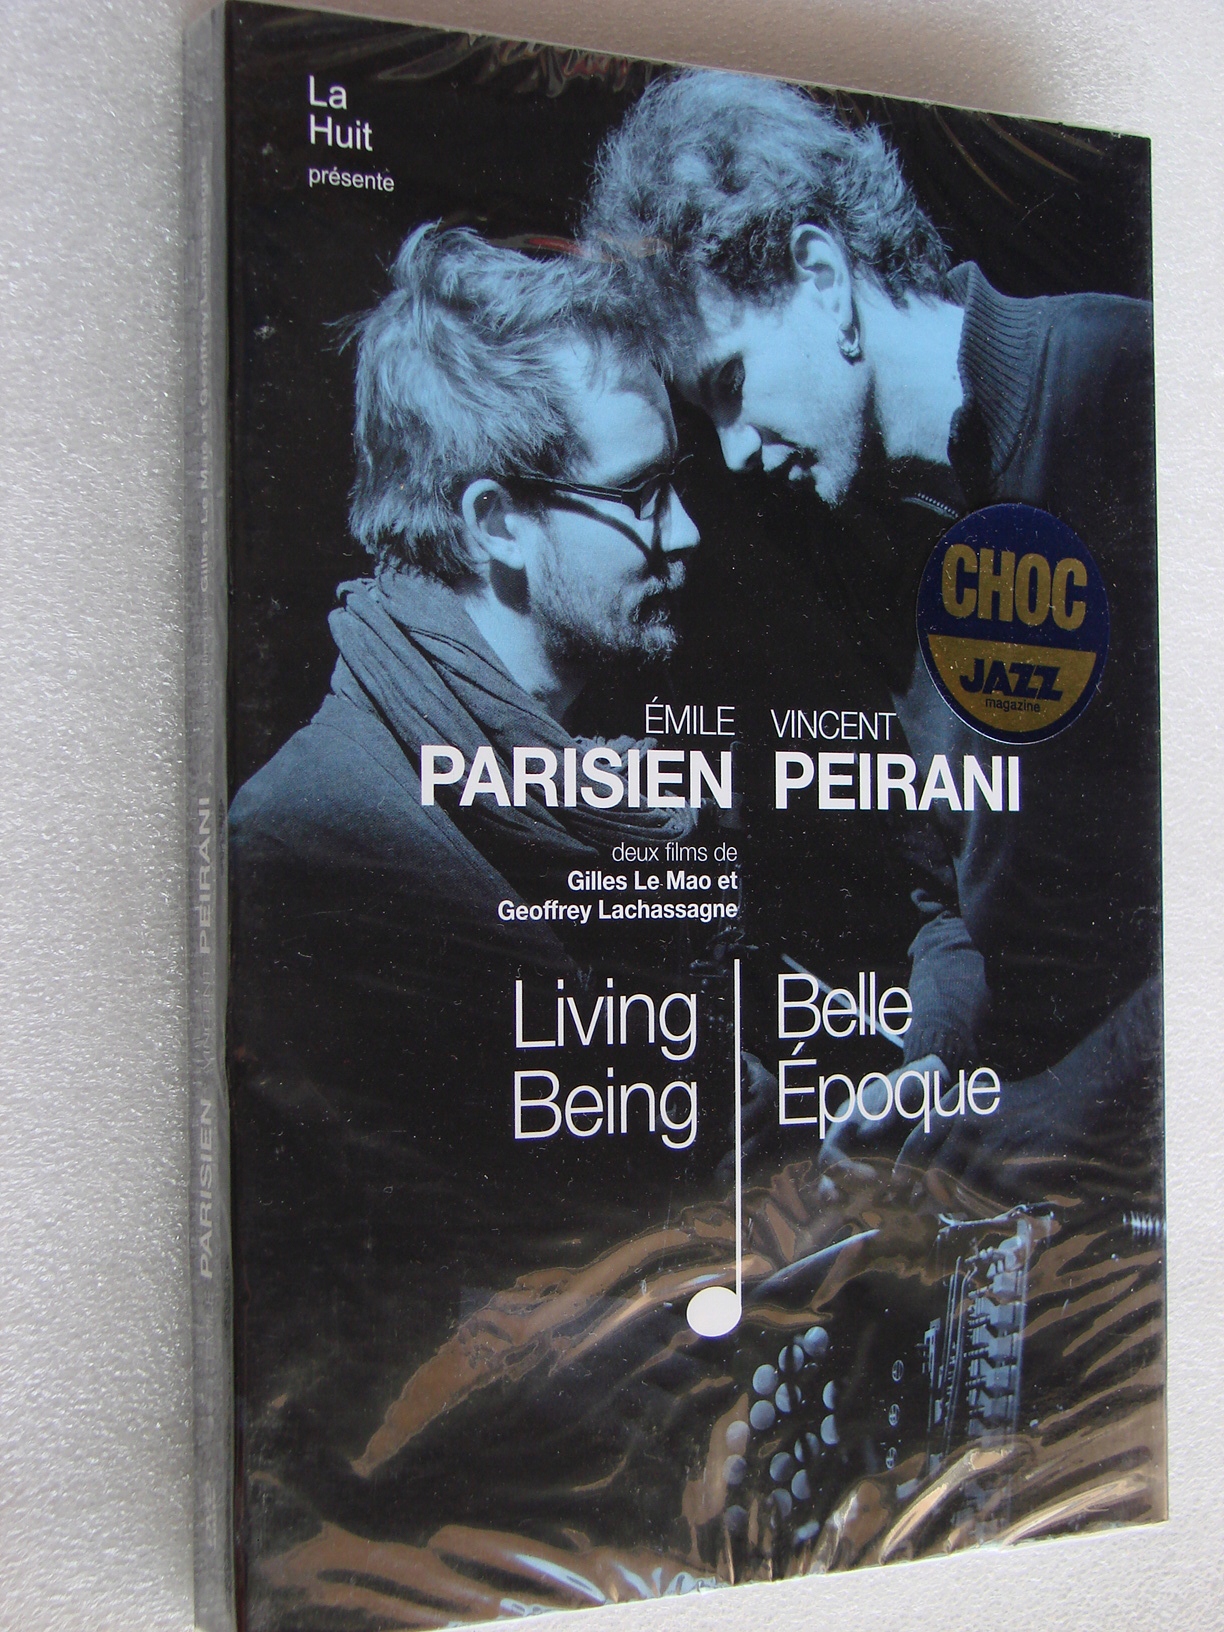 La
Huit
présente
CHOC
JAZZ
magazine
ÉMILE VINCENT
PARISIEN PEIRANI
deux films de
Gilles Le Mao et
Geoffrey Lachassagne
Living
Being
Belle
Époque
PARISIEN PEIRANI